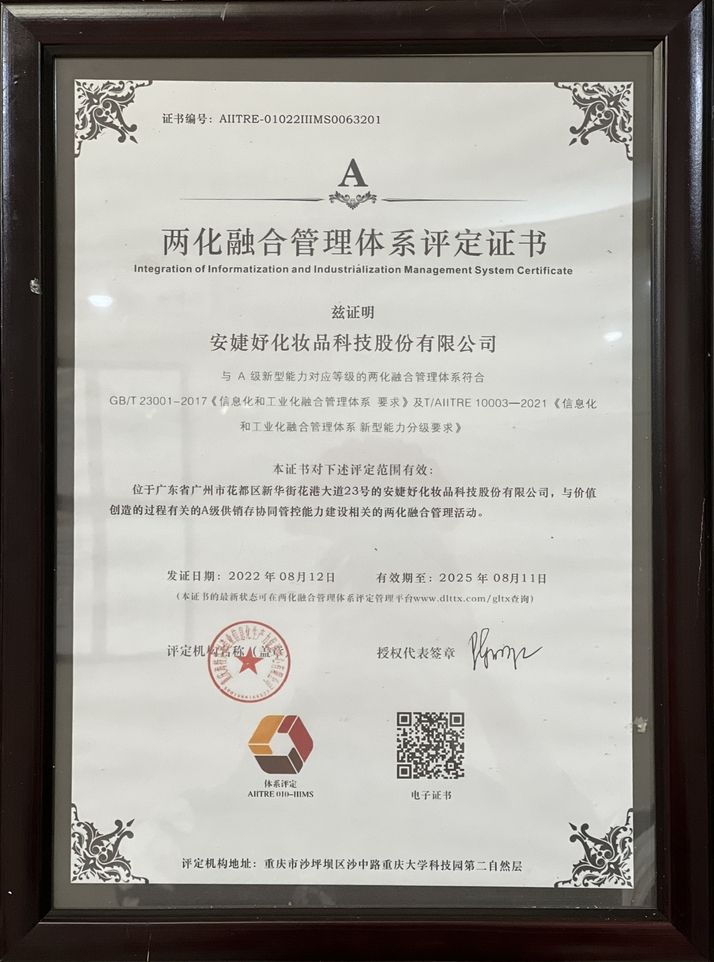 证书编号：AIITRE-01022IIIMS0063201
A
两化融合管理体系评定证书
Integration of Informatization and Industrialization Management System Certificate
兹证明
安婕妤化妆品科技股份有限公司
与 A 级新型能力对应等级的两化融合管理体系符合
GB/T 23001-2017《信息化和工业化融合管理体系 要求》及T/AIITRE 10003—2021《信息化
和工业化融合管理体系 新型能力分级要求》
本证书对下述评定范围有效：
位于广东省广州市花都区新华街花港大道23号的安婕妤化妆品科技股份有限公司，与价值
创造的过程有关的A级供销存协同管控能力建设相关的两化融合管理活动。
发证日期：2022 年 08月12日 有效期至：2025 年 08月11日
（本证书的最新状态可在两化融合管理体系评定管理平台www.dlttx.com/gltx查询）
评定机构名称（盖章） 授权代表签章
体系评定
AIITRE 010-IIIMS
电子证书
评定机构地址：重庆市沙坪坝区沙中路重庆大学科技园第二自然层